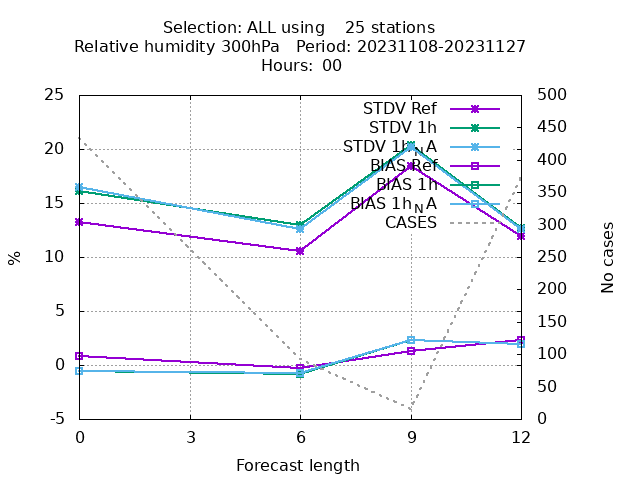 Selection: ALL using    25 stations
Relative humidity 300hPa   Period: 20231108-20231127
Hours: 00
STDV Ref
STDV 1h
STDV 1h_NA
BIAS Ref
BIAS 1h
BIAS 1h_NA
CASES
25
20
15
10
5
0
-5
%
500
450
400
350
300
250
200
150
100
50
0
No cases
0 3 6 9 12
Forecast length